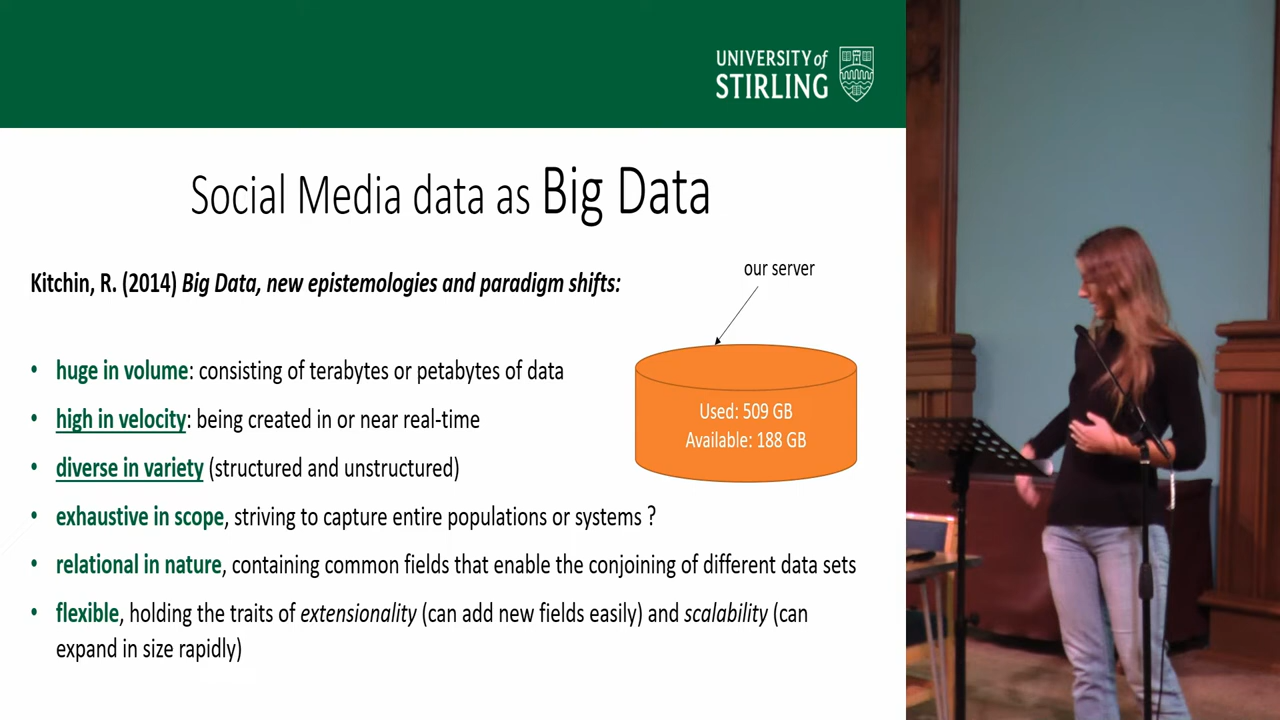 UNIVERSITY of
STIRLING
Social Media data as Big Data
Kitchin, R. (2014) Big Data, new epistemologies and paradigm shifts:
our server
• huge in volume: consisting of terabytes or petabytes of data
• high in velocity: being created in or near real-time
• diverse in variety (structured and unstructured)
Used: 509 GB
Available: 188 GB
• exhaustive in scope, striving to capture entire populations or systems ?
• relational in nature, containing common fields that enable the conjoining of different data sets
• flexible, holding the traits of extensionality (can add new fields easily) and scalability (can
expand in size rapidly)